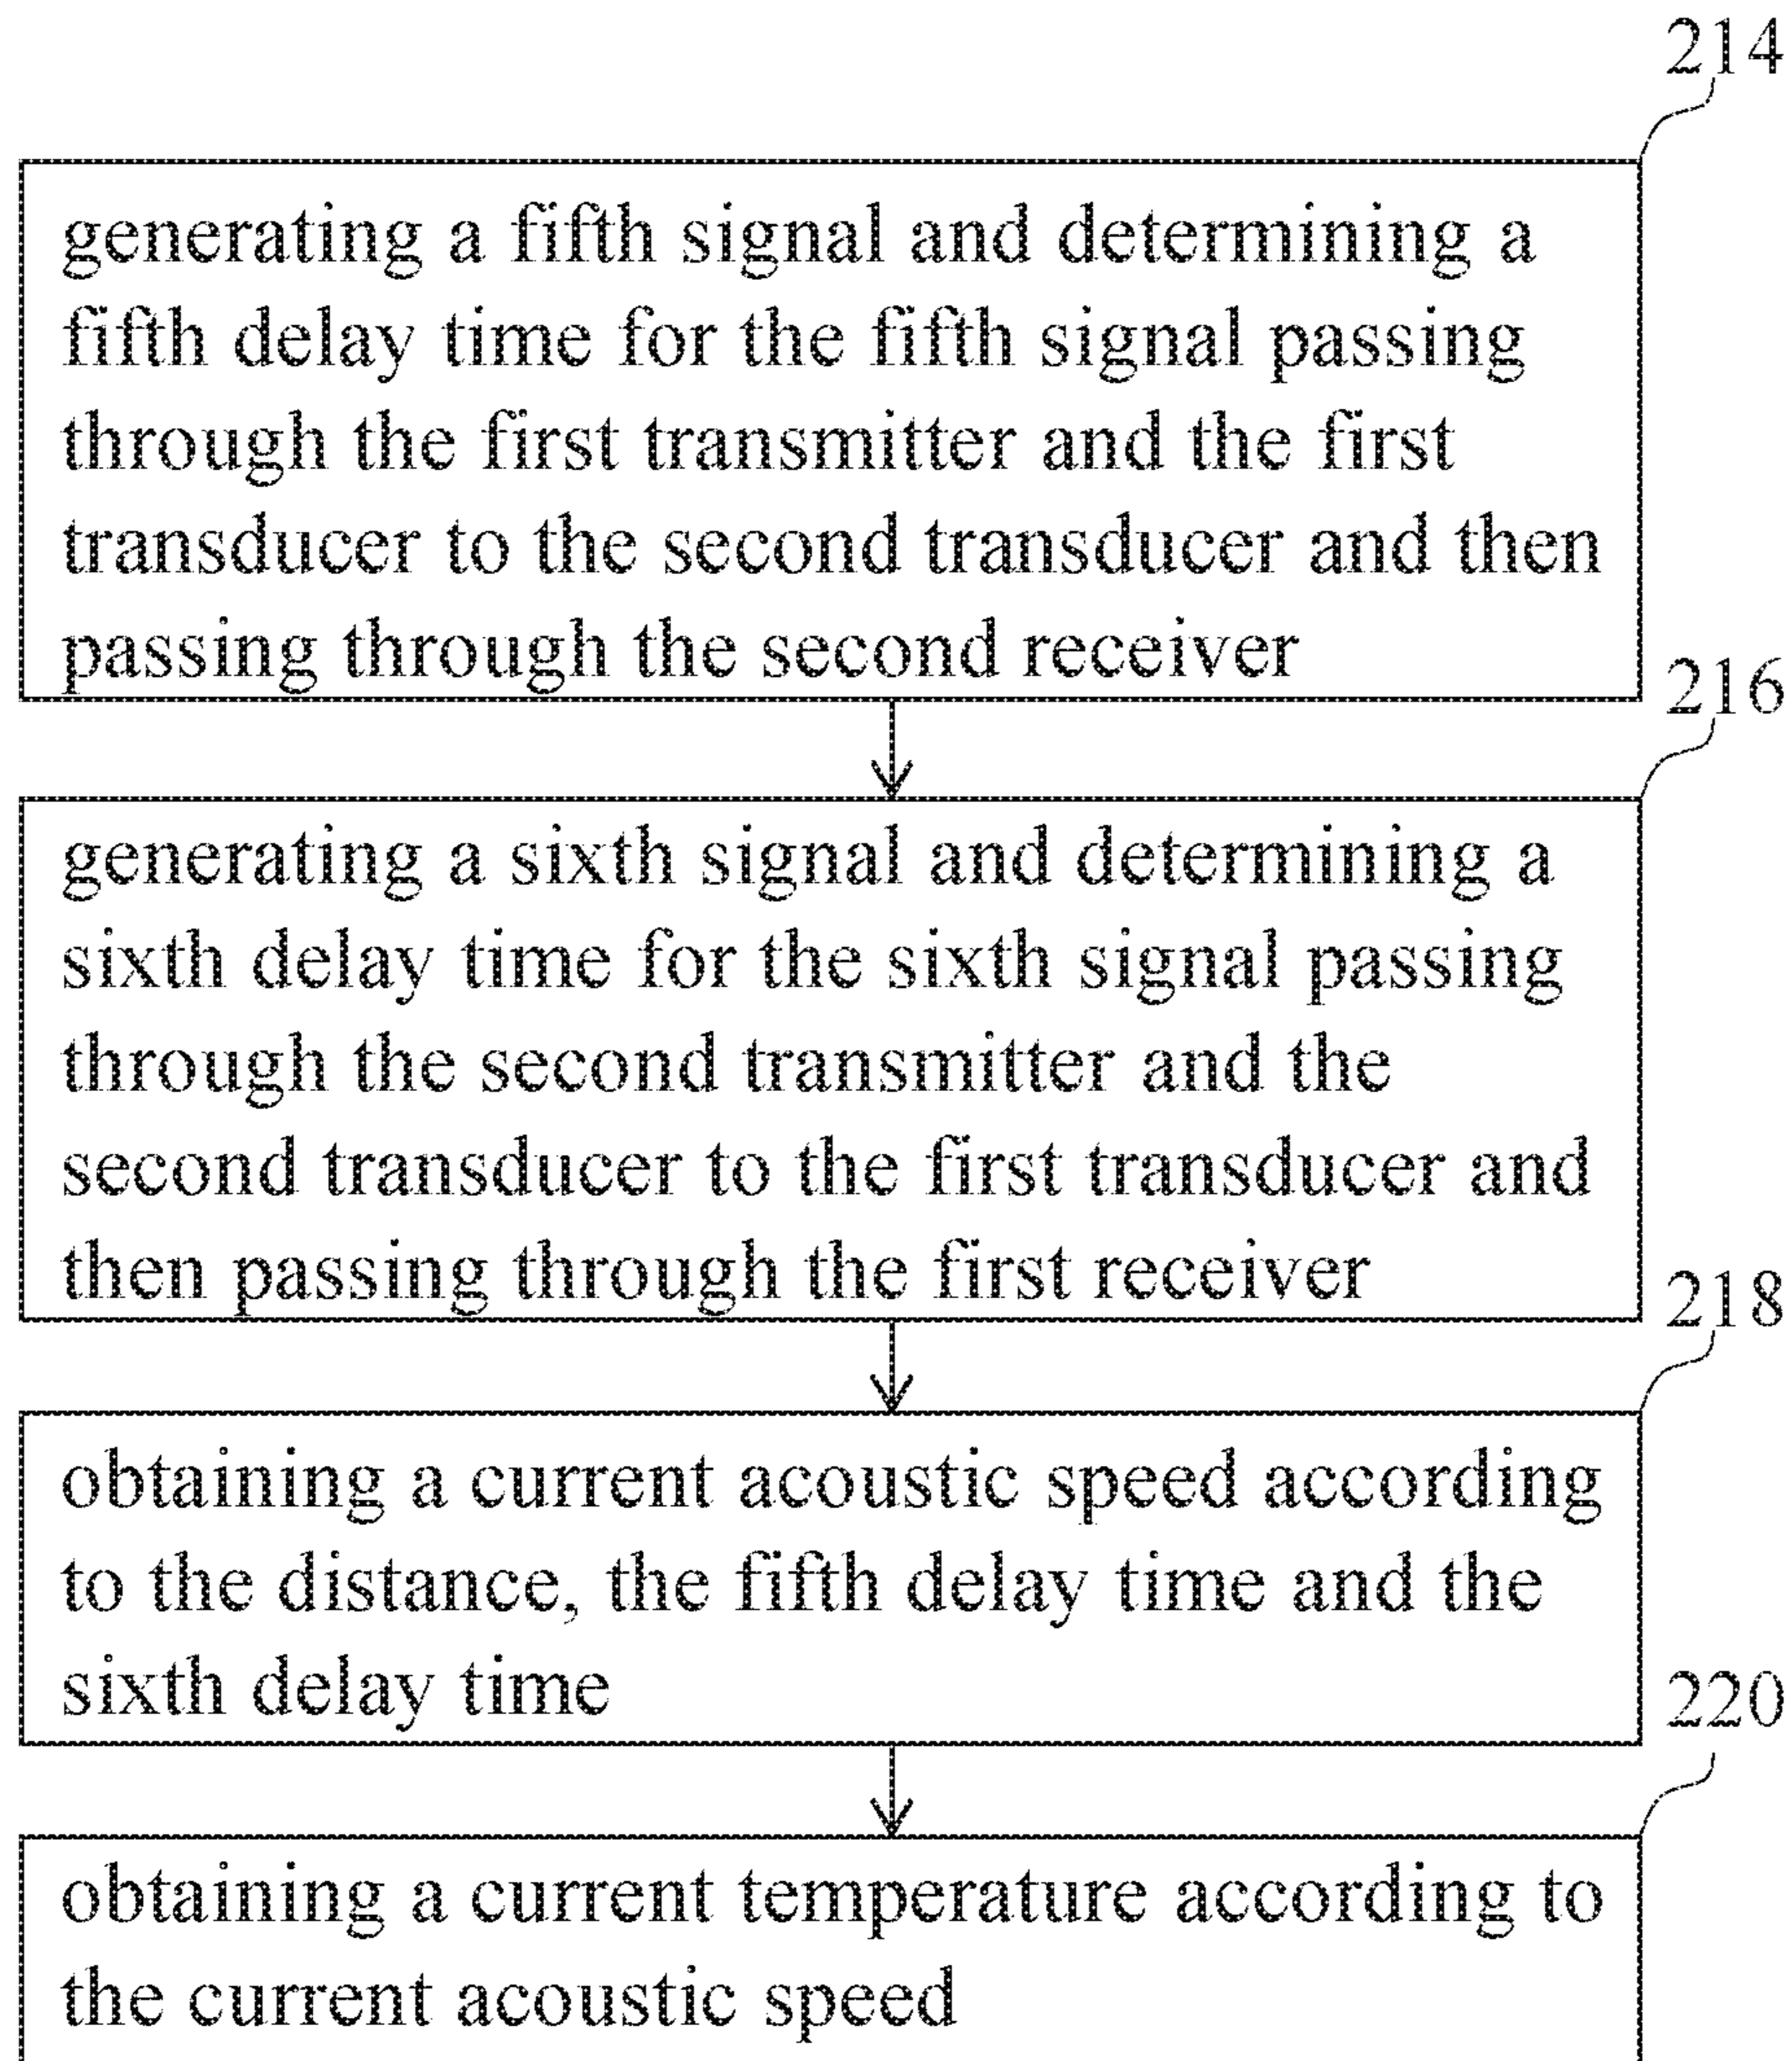 214
generating a fifth signal and determining a
fifth delay time for the fifth signal passing
through the first transmitter and the first
transducer to the second transducer and then
passing through the second receiver
216
generating a sixth signal and determining a
sixth delay time for the sixth signal passing
through the second transmitter and the
second transducer to the first transducer and
then passing through the first receiver
218
obtaining a current acoustic speed according
to the distance, the fifth delay time and the
sixth delay time
220
obtaining a current temperature according to
the current acoustic speed